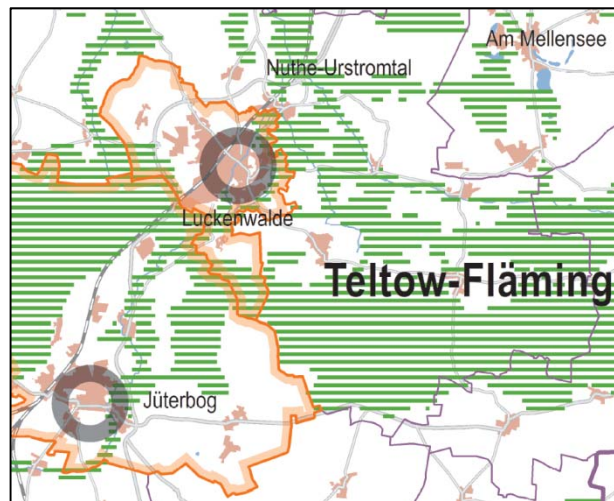 Am Mellensee
Nuthe-Urstromtal
Luckenwalde
Teltow-Fläming
Jüterbog